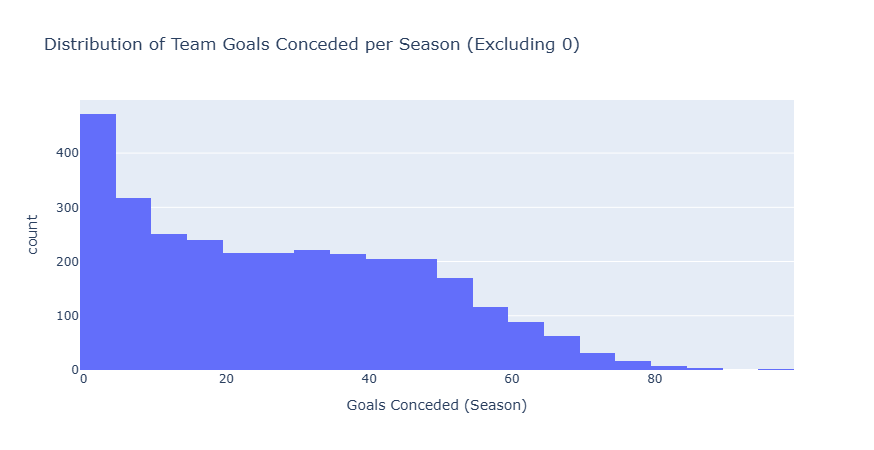 Distribution of Team Goals Conceded per Season (Excluding 0)
count
400
300
200
100
0
0 20 40 60 80
Goals Conceded (Season)